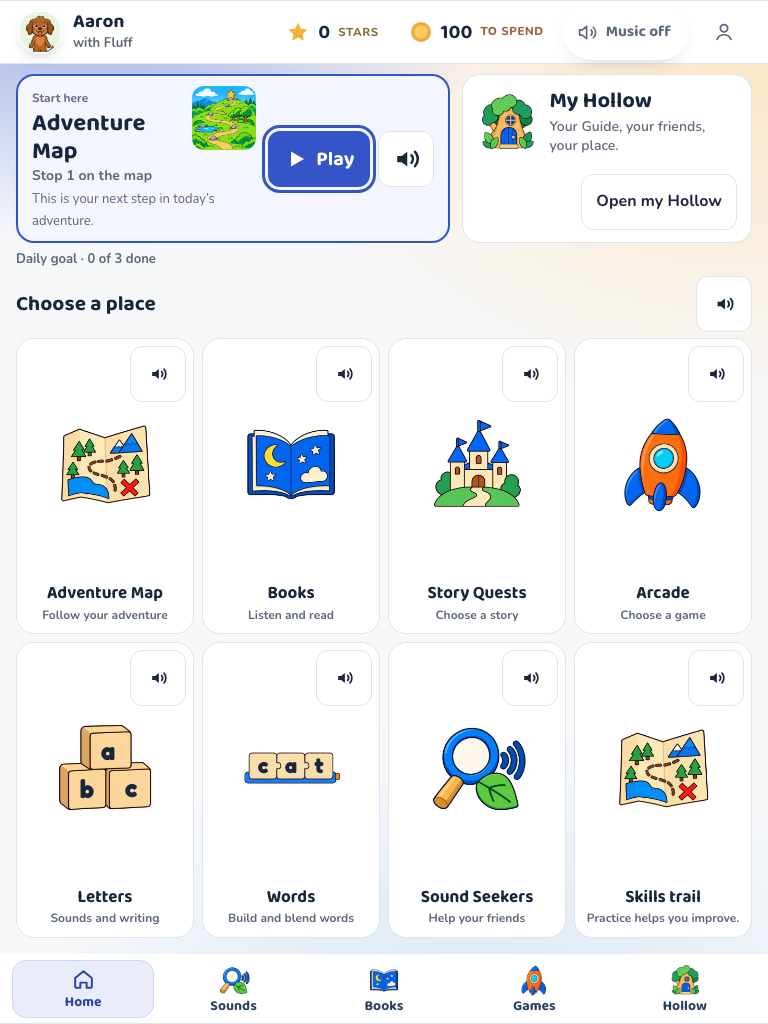 Aaron
with Fluff
0 STARS
100 TO SPEND
Music off
Start here
Adventure
Map
Stop 1 on the map
This is your next step in today's
adventure.
Play
My Hollow
Your Guide, your friends,
your place.
Open my Hollow
Daily goal · 0 of 3 done
Choose a place
Adventure Map
Follow your adventure
Books
Listen and read
Story Quests
Choose a story
Arcade
Choose a game
a
b c
Letters
Sounds and writing
c a t
Words
Build and blend words
Sound Seekers
Help your friends
Skills trail
Practice helps you improve.
Home
Sounds
Books
Games
Hollow